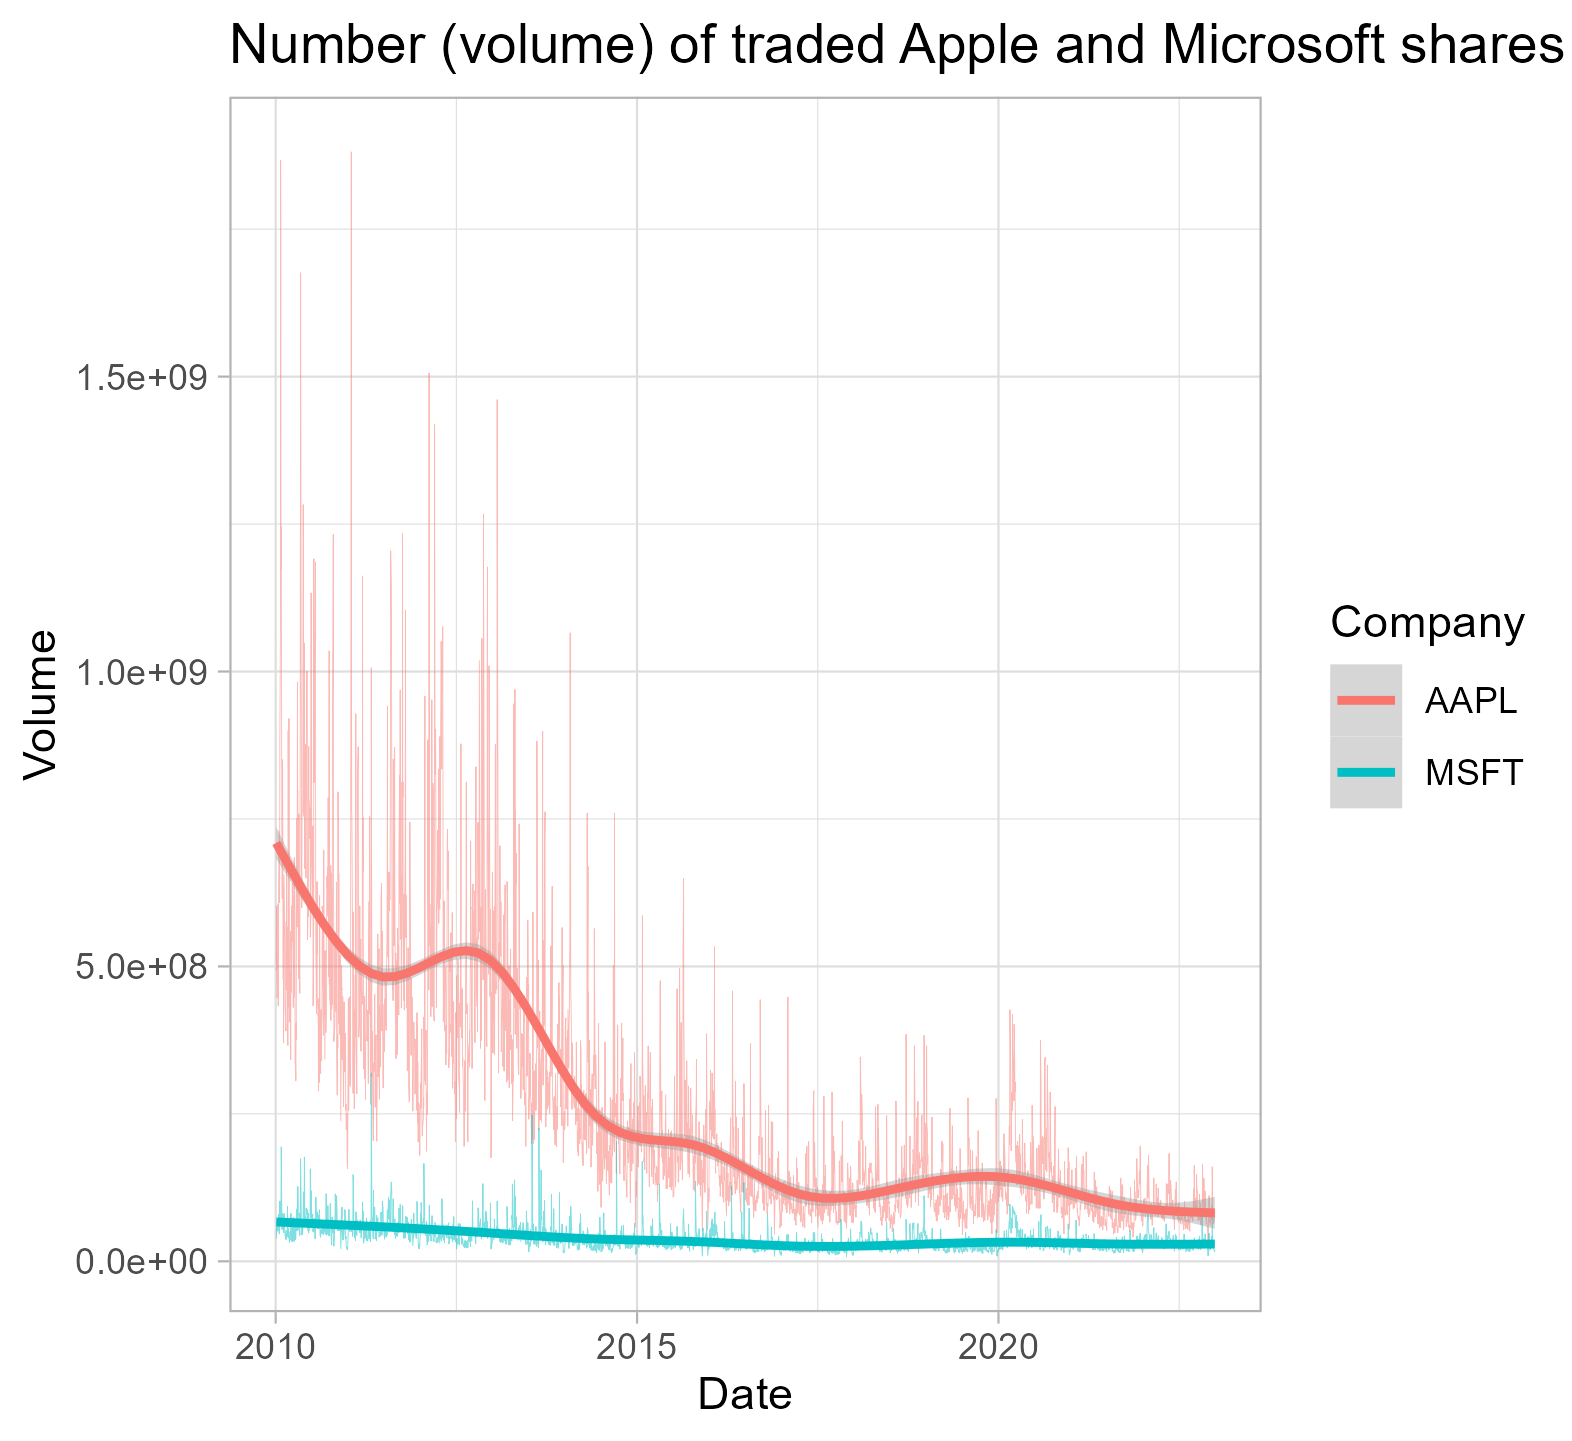 Number (volume) of traded Apple and Microsoft shares
Volume
1.5e+09
1.0e+09
5.0e+08
0.0e+00
2010 2015 2020
Date
Company
AAPL
MSFT